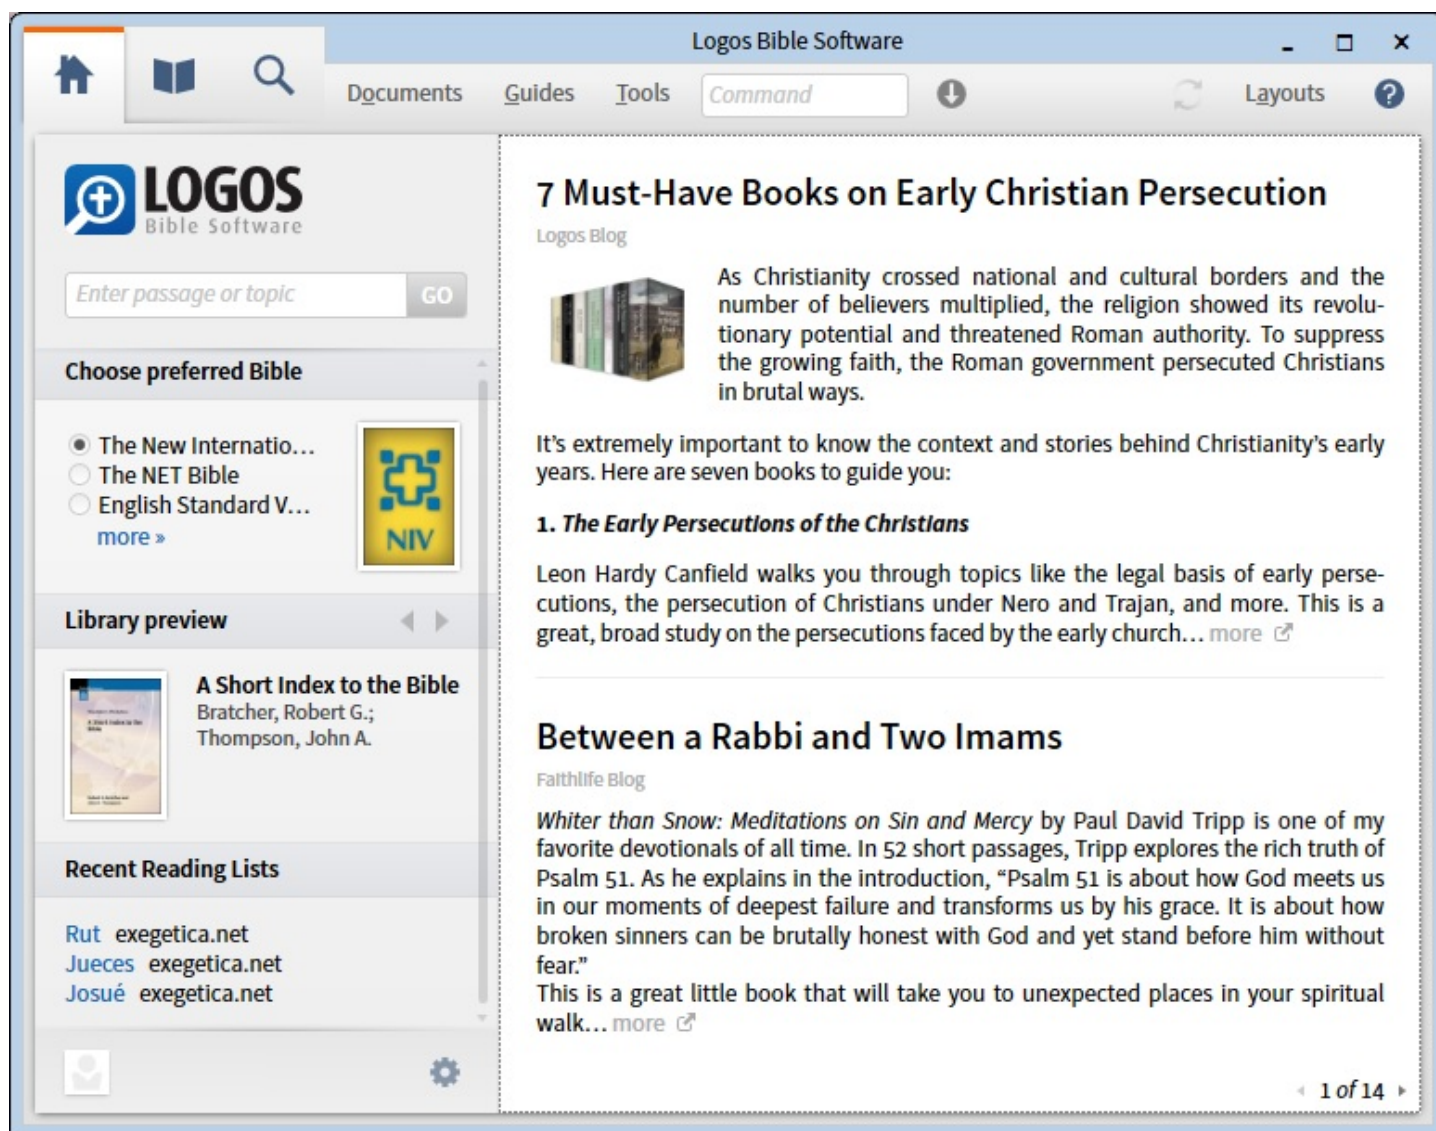 Logos Bible Software
Documents Guides Tools Command Layouts ?
LOGOS
Bible Software
Enter passage or topic GO
Choose preferred Bible
The New Internatio...
The NET Bible
English Standard V...
more »
NIV
Library preview
A Short Index to the Bible
Bratcher, Robert G.;
Thompson, John A.
Recent Reading Lists
Rut exegetica.net
Jueces exegetica.net
Josué exegetica.net
7 Must-Have Books on Early Christian Persecution
Logos Blog
As Christianity crossed national and cultural borders and the
number of believers multiplied, the religion showed its revolu-
tionary potential and threatened Roman authority. To suppress
the growing faith, the Roman government persecuted Christians
in brutal ways.
It's extremely important to know the context and stories behind Christianity's early
years. Here are seven books to guide you:
1. The Early Persecutions of the Christians
Leon Hardy Canfield walks you through topics like the legal basis of early perse-
cutions, the persecution of Christians under Nero and Trajan, and more. This is a
great, broad study on the persecutions faced by the early church... more
Between a Rabbi and Two Imams
Faithlife Blog
Whiter than Snow: Meditations on Sin and Mercy by Paul David Tripp is one of my
favorite devotionals of all time. In 52 short passages, Tripp explores the rich truth of
Psalm 51. As he explains in the introduction, “Psalm 51 is about how God meets us
in our moments of deepest failure and transforms us by his grace. It is about how
broken sinners can be brutally honest with God and yet stand before him without
fear.”
This is a great little book that will take you to unexpected places in your spiritual
walk... more
1 of 14